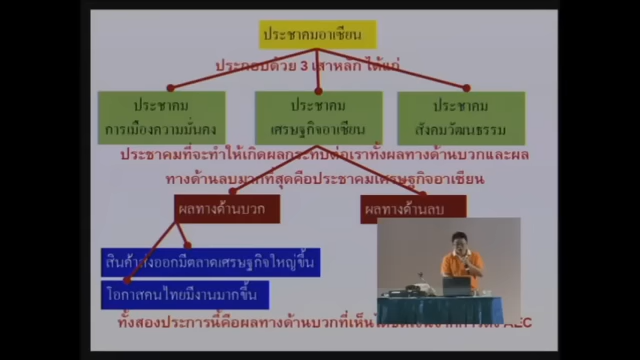 ประชาคมอาเซียน
ประกอบด้วย 3 เสาหลัก ได้แก่
ประชาคม
การเมืองความมั่นคง
ประชาคม
เศรษฐกิจอาเซียน
ประชาคม
สังคมวัฒนธรรม
ประชาคมที่จะทำให้เกิดผลกระทบต่อเราทั้งผลทางด้านบวกและผล
ทางด้านลบมากที่สุดคือประชาคมเศรษฐกิจอาเซียน
ผลทางด้านบวก
ผลทางด้านลบ
สินค้าส่งออกมีตลาดเศรษฐกิจใหญ่ขึ้น
โอกาสคนไทยมีงานมากขึ้น
ทั้งสองประการนี้คือผลทางด้านบวกที่เห็น AEC